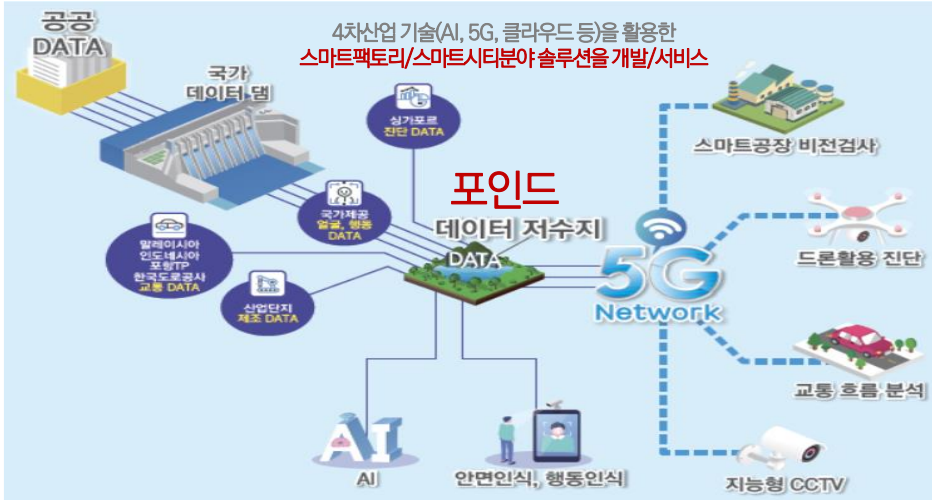 공공
DATA
4차산업 기술(AI, 5G, 클라우드 등)을 활용한
스마트팩토리/스마트시티분야 솔루션을 개발/서비스
국가
데이터 댐
싱가포르
진단 DATA
스마트공장 비전검사
포인드
데이터 저수지
DATA
국가제공
얼굴, 행동
DATA
말레이시아
인도네시아
포항TP
한국도로공사
교통 DATA
산업단지
제조 DATA
5G
Network
드론활용 진단
교통 흐름 분석
AI
AI
안면인식, 행동인식
지능형 CCTV